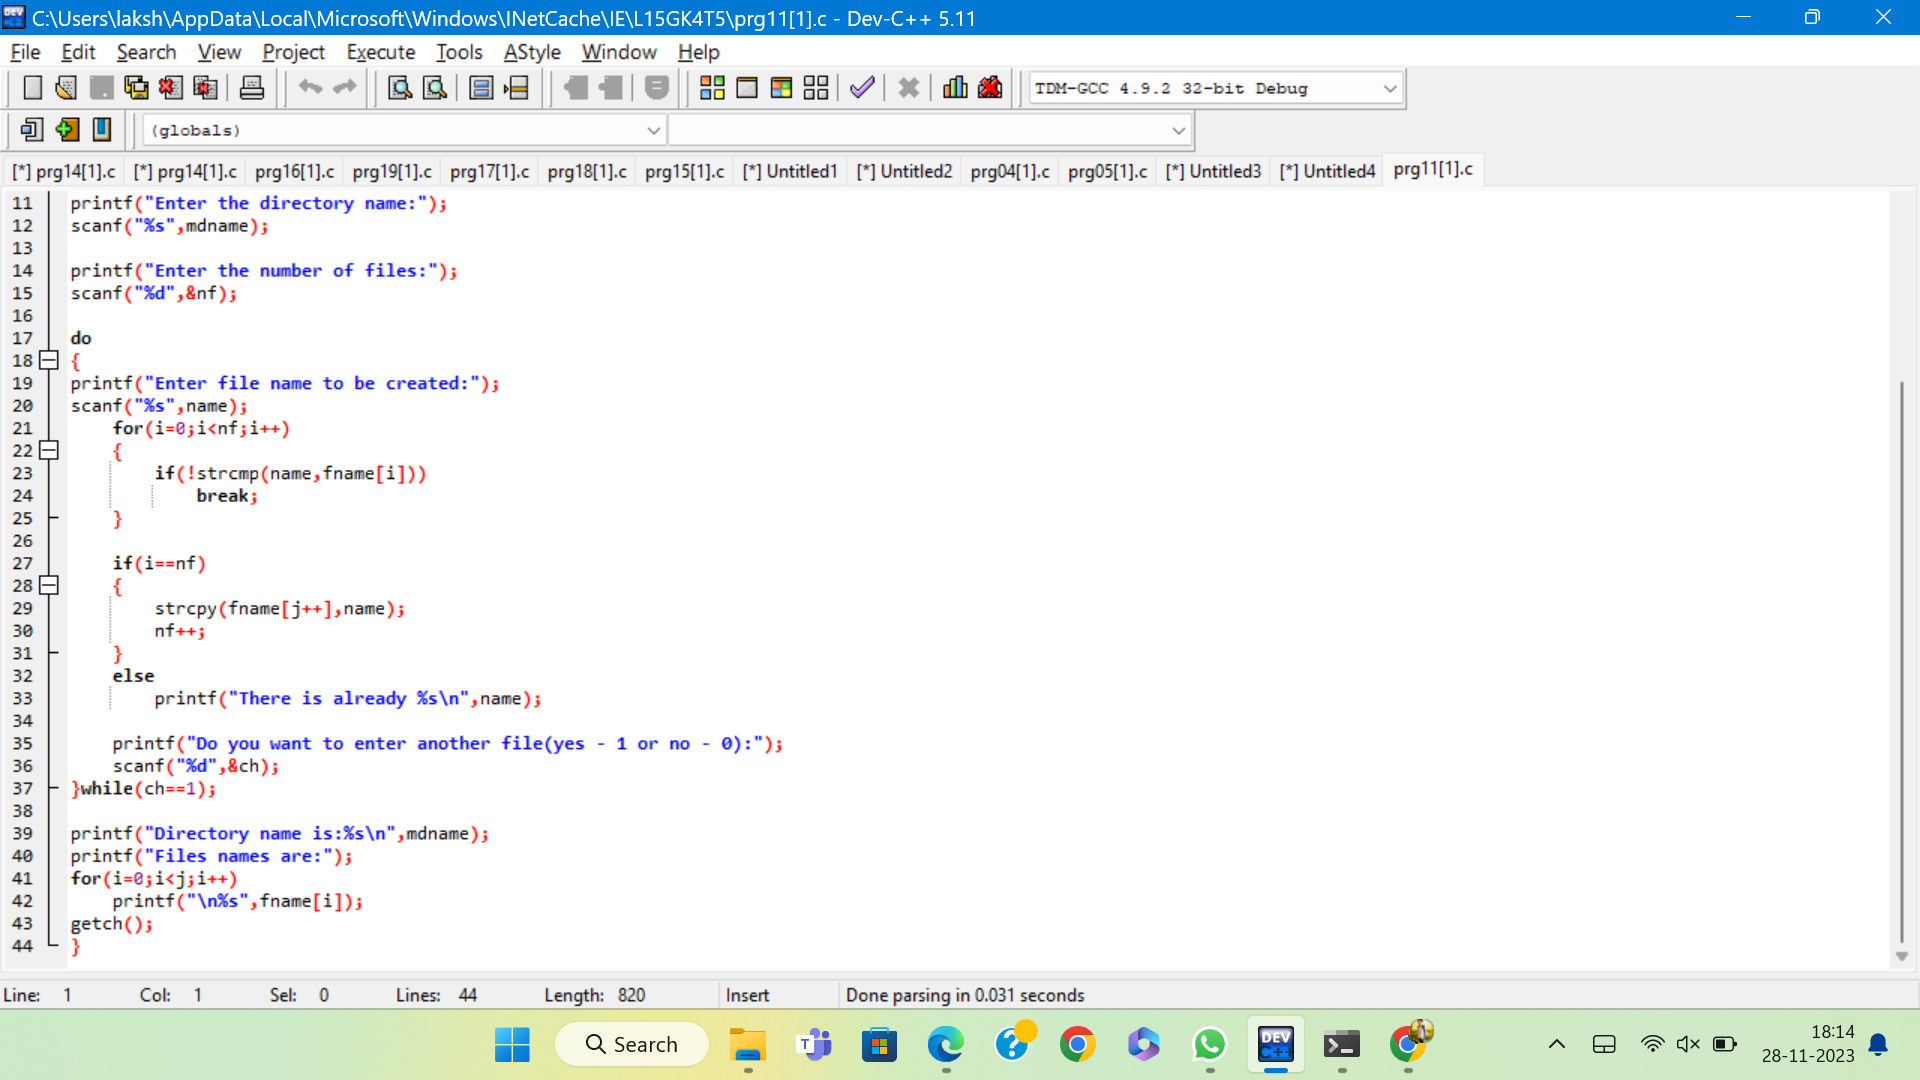 DEV C:\Users\laksh\AppData\Local\Microsoft\Windows\INetCache\IE\L15GK4T5\prg11[1].c - Dev-C++ 5.11
File Edit Search View Project Execute Tools AStyle Window Help
TDM-GCC 4.9.2 32-bit Debug
(globals)
[*] prg14[1].c [*] prg14[1].c prg16[1].c prg19[1].c prg17[1].c prg18[1].c prg15[1].c [*] Untitled1 [*] Untitled2 prg04[1].c prg05[1].c [*] Untitled3 [*] Untitled4 prg11[1].c
11 printf("Enter the directory name:");
12 scanf("%s",mdname);
13
14 printf("Enter the number of files:");
15 scanf("%d",&nf);
16
17 do
18 {
19 printf("Enter file name to be created:");
20 scanf("%s",name);
21 for(i=0;i<nf;i++)
22 {
23 if(!strcmp(name,fname[i]))
24 break;
25 }
26
27 if(i==nf)
28 {
29 strcpy(fname[j++],name);
30 nf++;
31 }
32 else
33 printf("There is already %s\n",name);
34
35 printf("Do you want to enter another file(yes - 1 or no - 0):");
36 scanf("%d",&ch);
37 }while(ch==1);
38
39 printf("Directory name is:%s\n",mdname);
40 printf("Files names are:");
41 for(i=0;i<j;i++)
42 printf("\n%s",fname[i]);
43 getch();
44 }
Line: 1 Col: 1 Sel: 0 Lines: 44 Length: 820 Insert Done parsing in 0.031 seconds
Search
T
DEV C++
18:14
28-11-2023